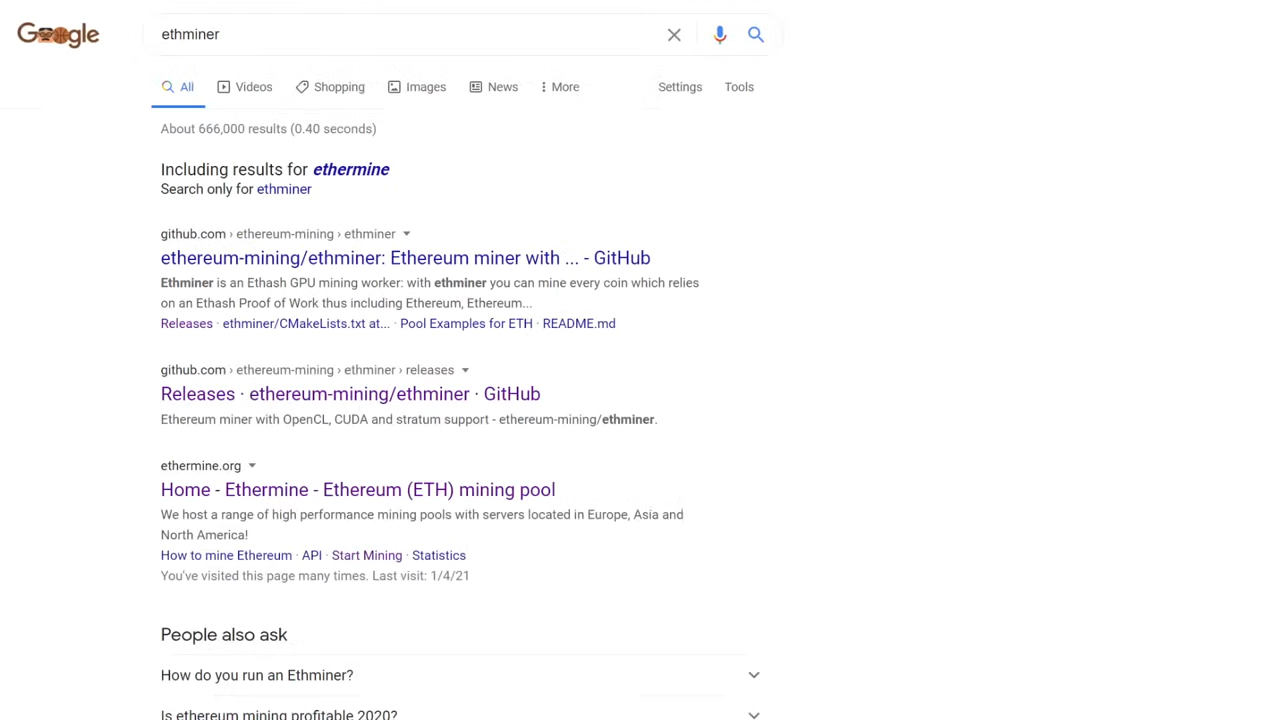 Google
ethminer
All Videos Shopping Images News More Settings Tools
About 666,000 results (0.40 seconds)
Including results for ethermine
Search only for ethminer
github.com › ethereum-mining › ethminer
ethereum-mining/ethminer: Ethereum miner with ... - GitHub
Ethminer is an Ethash GPU mining worker: with ethminer you can mine every coin which relies
on an Ethash Proof of Work thus including Ethereum, Ethereum...
Releases · ethminer/CMakeLists.txt at... · Pool Examples for ETH · README.md
github.com › ethereum-mining › ethminer › releases
Releases · ethereum-mining/ethminer · GitHub
Ethereum miner with OpenCL, CUDA and stratum support - ethereum-mining/ethminer.
ethermine.org
Home - Ethermine - Ethereum (ETH) mining pool
We host a range of high performance mining pools with servers located in Europe, Asia and
North America!
How to mine Ethereum · API · Start Mining · Statistics
You've visited this page many times. Last visit: 1/4/21
People also ask
How do you run an Ethminer?
Is ethereum mining profitable 2020?